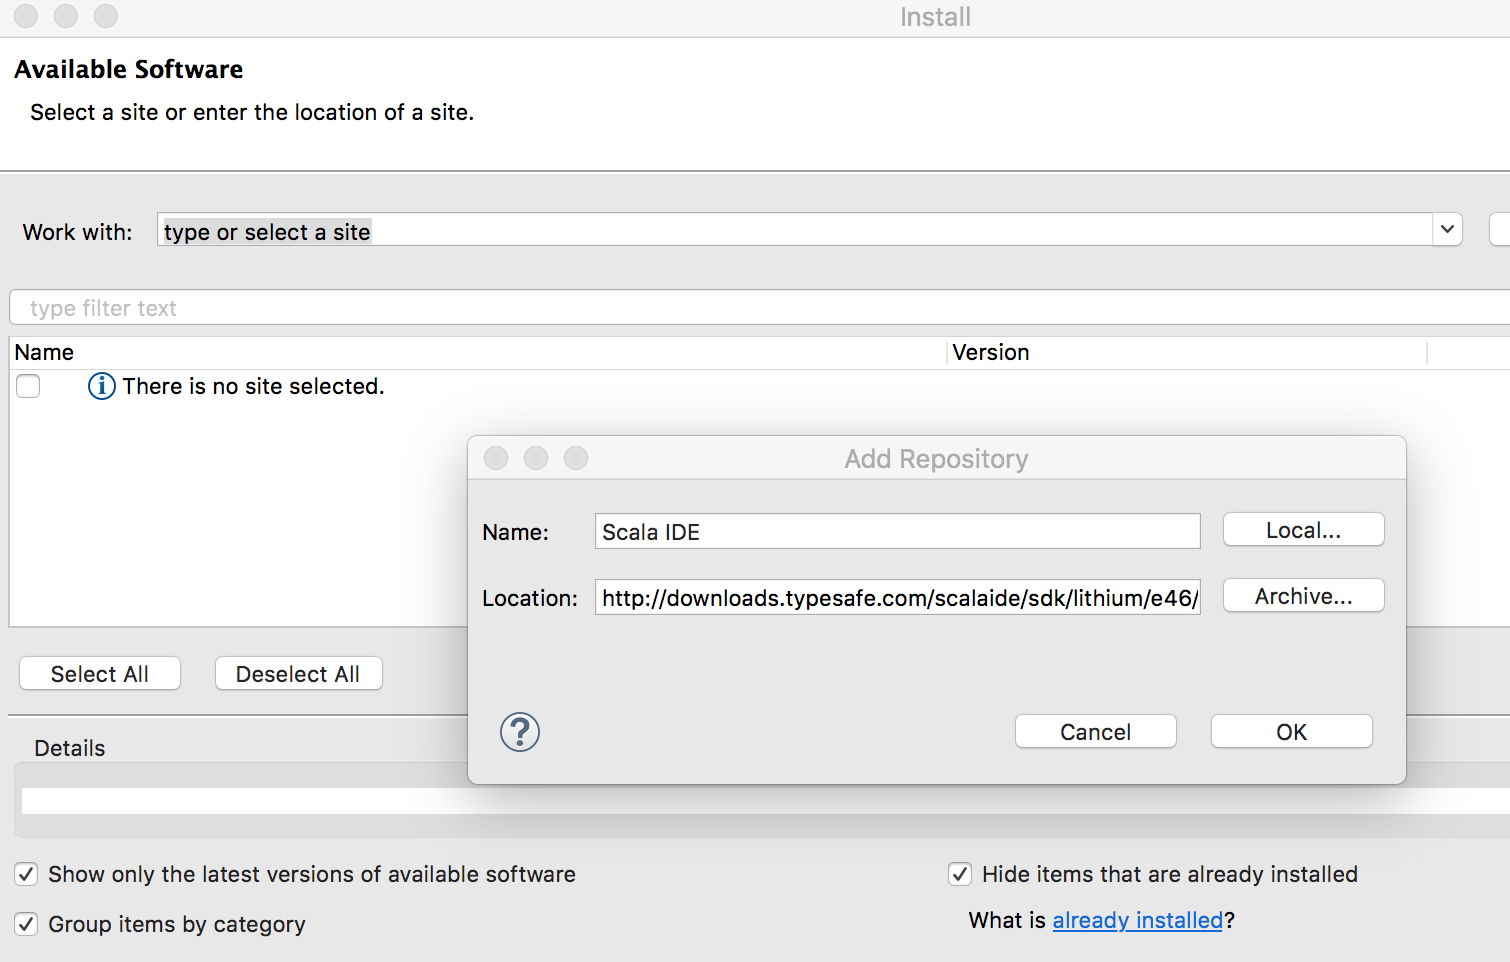 Install
Available Software
Select a site or enter the location of a site.
Work with: type or select a site
type filter text
Name Version
There is no site selected.
Add Repository
Name: Scala IDE Local...
Location: http://downloads.typesafe.com/scalaide/sdk/lithium/e46/ Archive...
Select All Deselect All
? Cancel OK
Details
Show only the latest versions of available software Hide items that are already installed
Group items by category What is already installed?